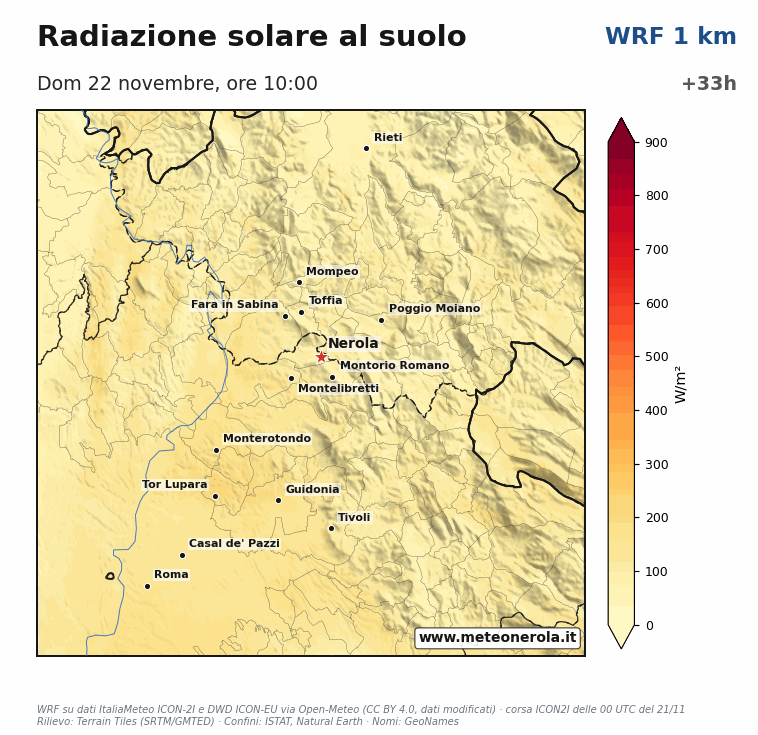 Radiazione solare al suolo
WRF 1 km
Dom 22 novembre, ore 10:00
+33h
Rieti
Mompeo
Toffia
Fara in Sabina
Poggio Moiano
Nerola
Montorio Romano
Montelibretti
Monterotondo
Tor Lupara
Guidonia
Tivoli
Casal de' Pazzi
Roma
www.meteonerola.it
900
800
700
600
500
400
300
200
100
0
W/m²
WRF su dati ItaliaMeteo ICON-2I e DWD ICON-EU via Open-Meteo (CC BY 4.0, dati modificati) · corsa ICON2I delle 00 UTC del 21/11
Rilievo: Terrain Tiles (SRTM/GMTED) · Confini: ISTAT, Natural Earth · Nomi: GeoNames